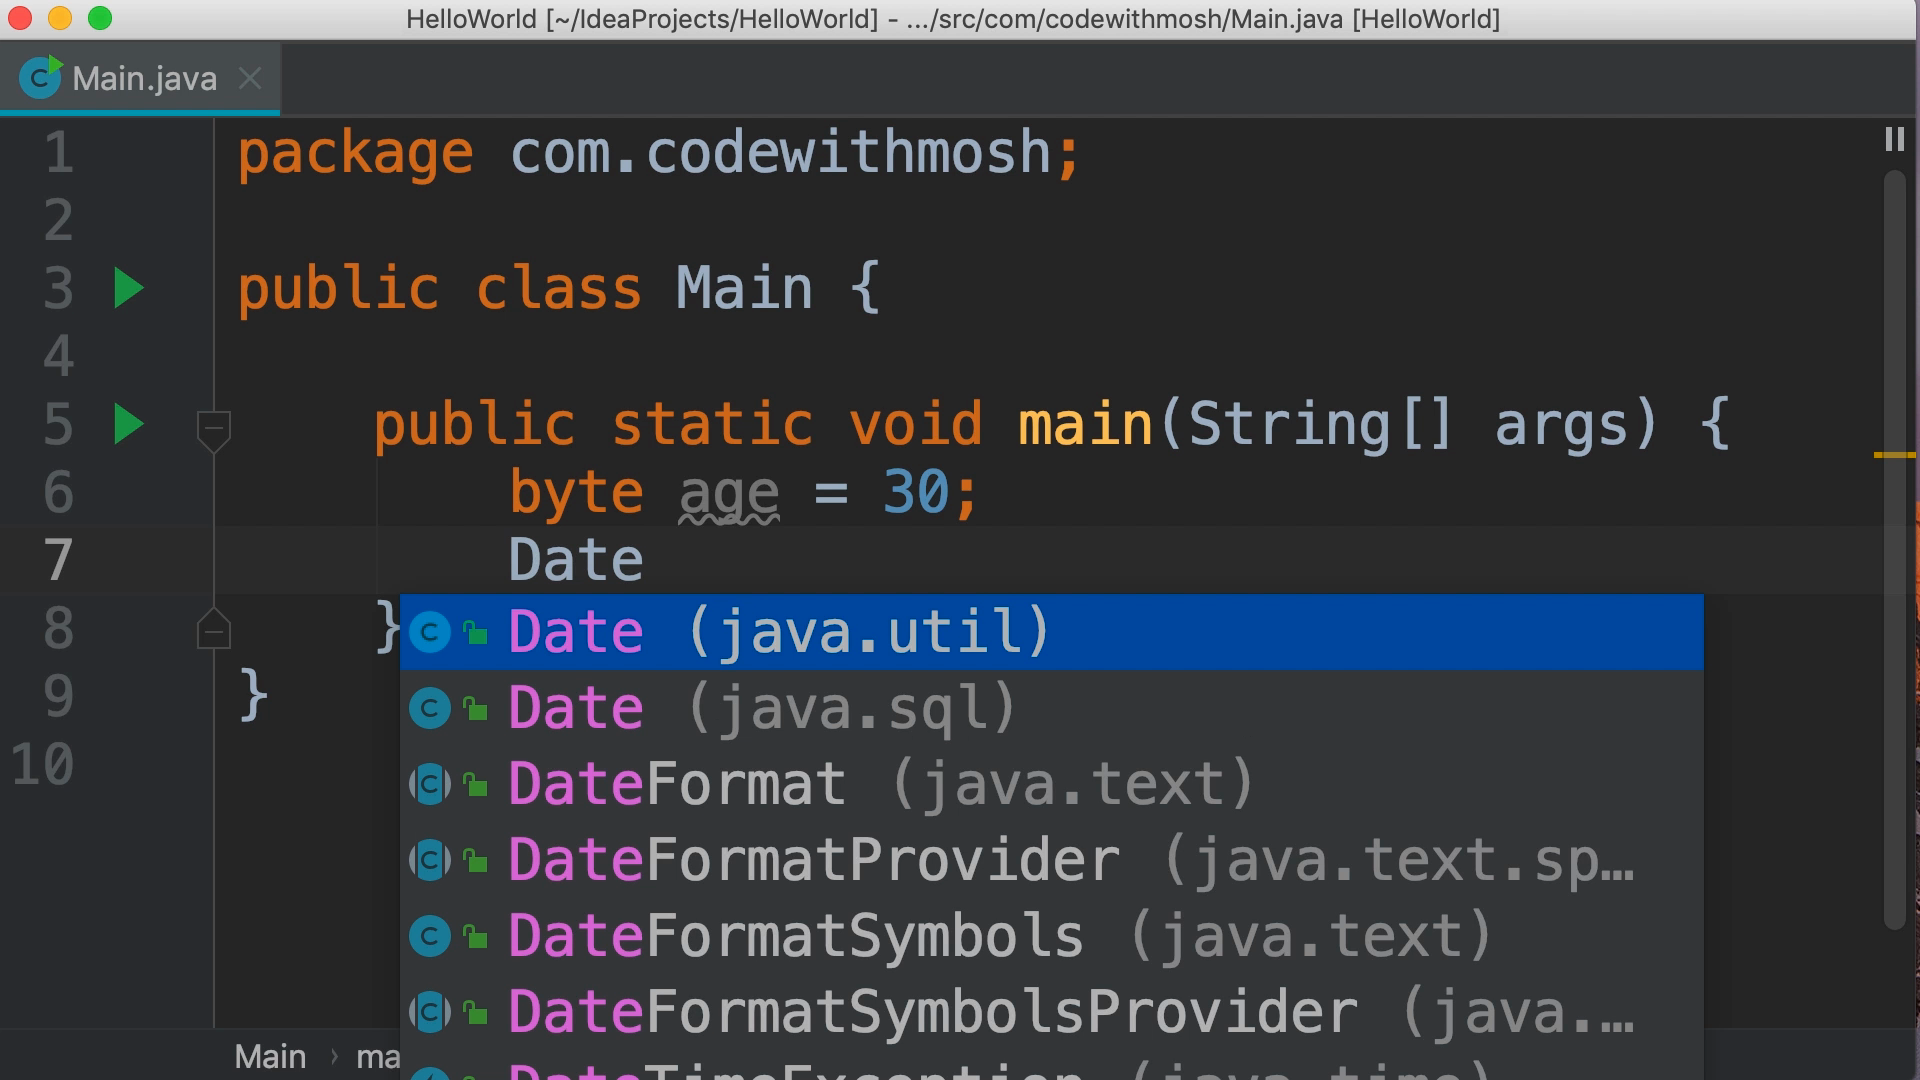 HelloWorld [~/IdeaProjects/HelloWorld] - .../src/com/codewithmosh/Main.java [HelloWorld]
Main.java
1 package com.codewithmosh;
2
3 public class Main {
4
5 public static void main(String[] args) {
6 byte age = 30;
7 Date
8 }
Date (java.util)
9 }
Date (java.sql)
10
DateFormat (java.text)
DateFormatProvider (java.text.sp…
DateFormatSymbols (java.text)
DateFormatSymbolsProvider (java.…
Main › ma
DateTimeException (java.time)